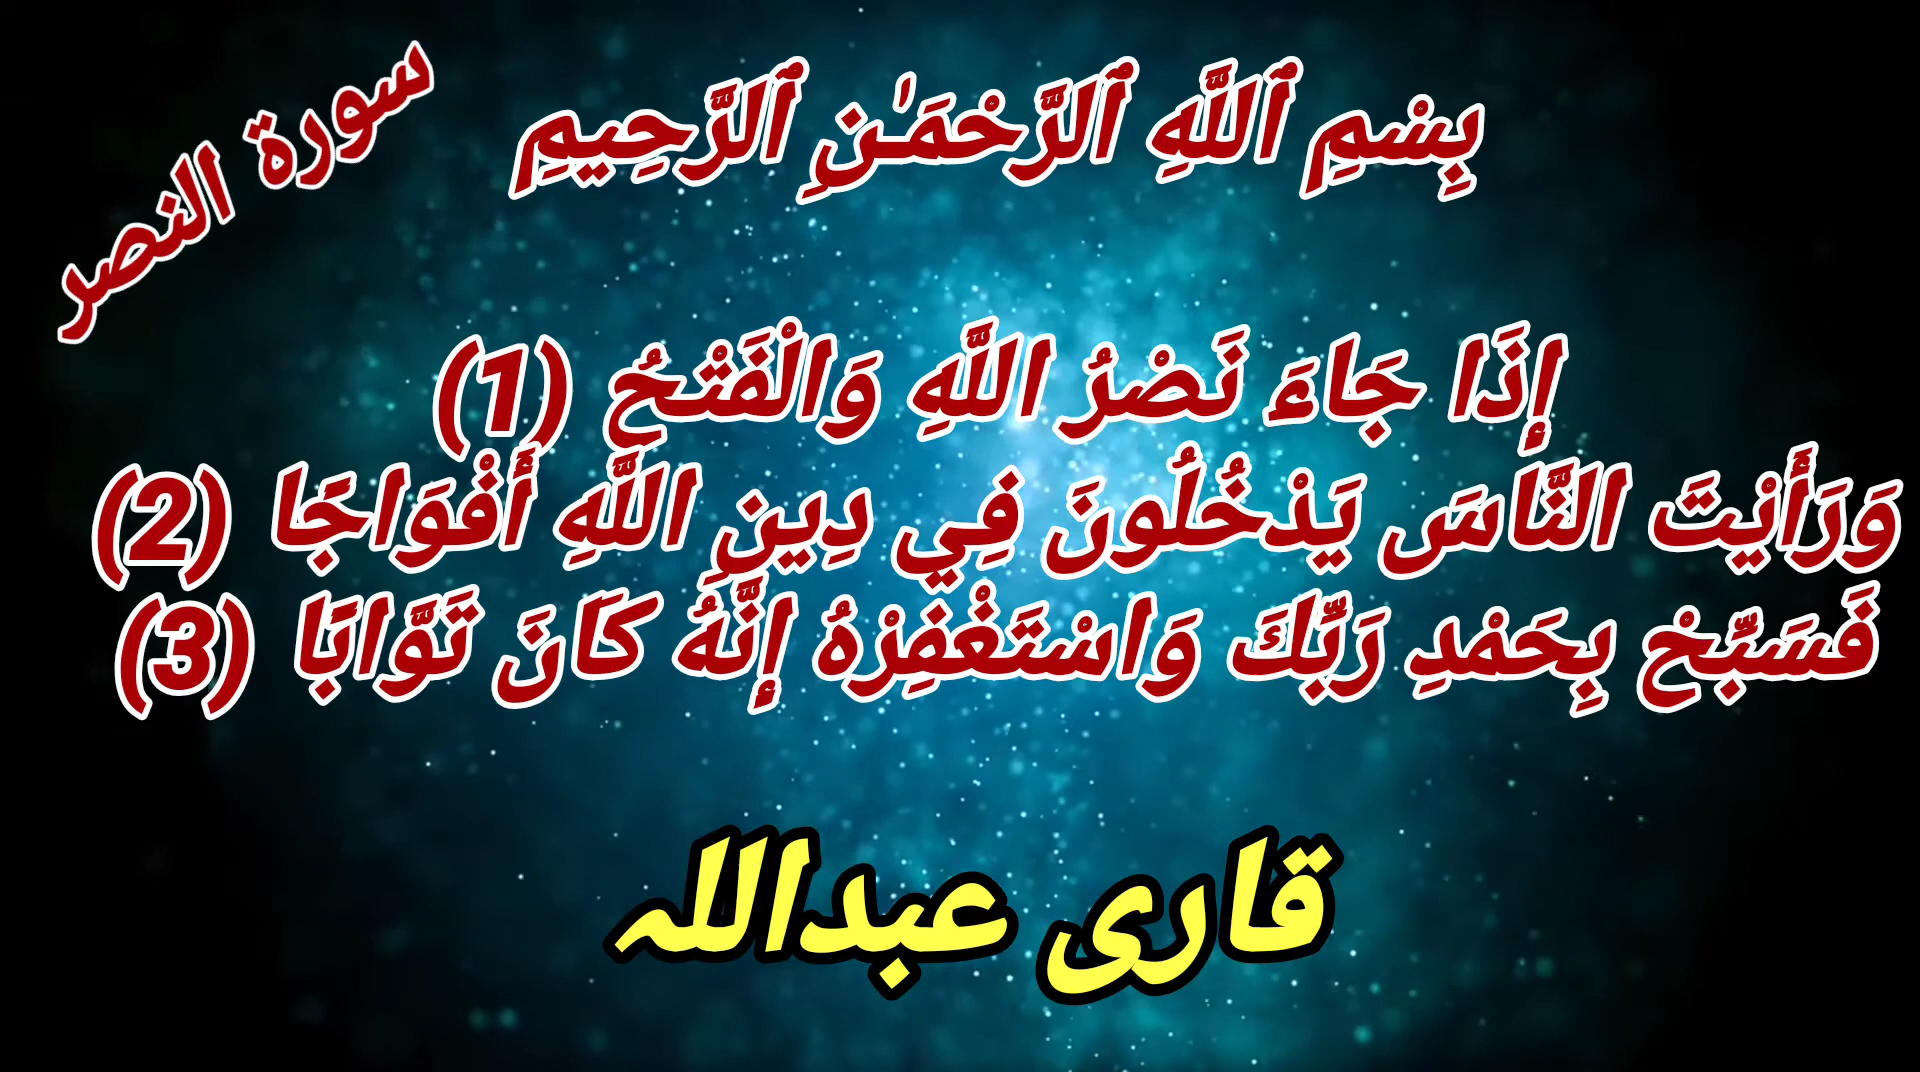 سورة النصر
بِسْمِ ٱللَّهِ ٱلرَّحْمَـٰنِ ٱلرَّحِيمِ
إِذَا جَاءَ نَصْرُ اللَّهِ وَالْفَتْحُ (1)
وَرَأَيْتَ النَّاسَ يَدْخُلُونَ فِي دِينِ اللَّهِ أَفْوَاجًا (2)
فَسَبِّحْ بِحَمْدِ رَبِّكَ وَاسْتَغْفِرْهُ إِنَّهُ كَانَ تَوَّابًا (3)
قاری عبداللہ